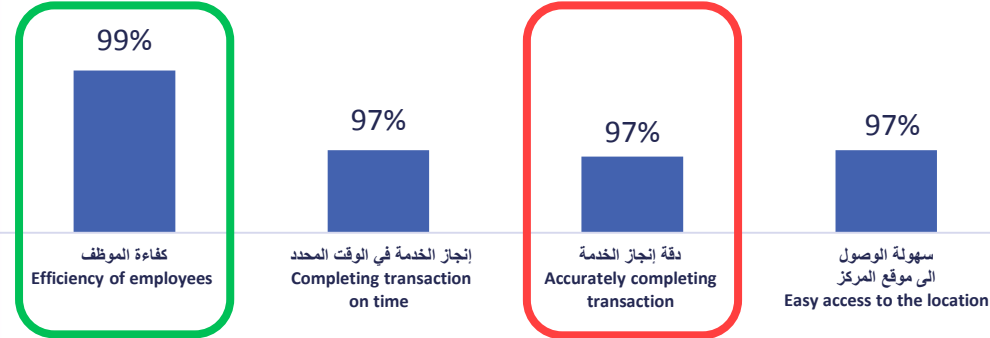 99%
97%
97%
97%
كفاءة الموظف
Efficiency of employees
إنجاز الخدمة في الوقت المحدد
Completing transaction
on time
دقة إنجاز الخدمة
Accurately completing
transaction
سهولة الوصول
الى موقع المركز
Easy access to the location